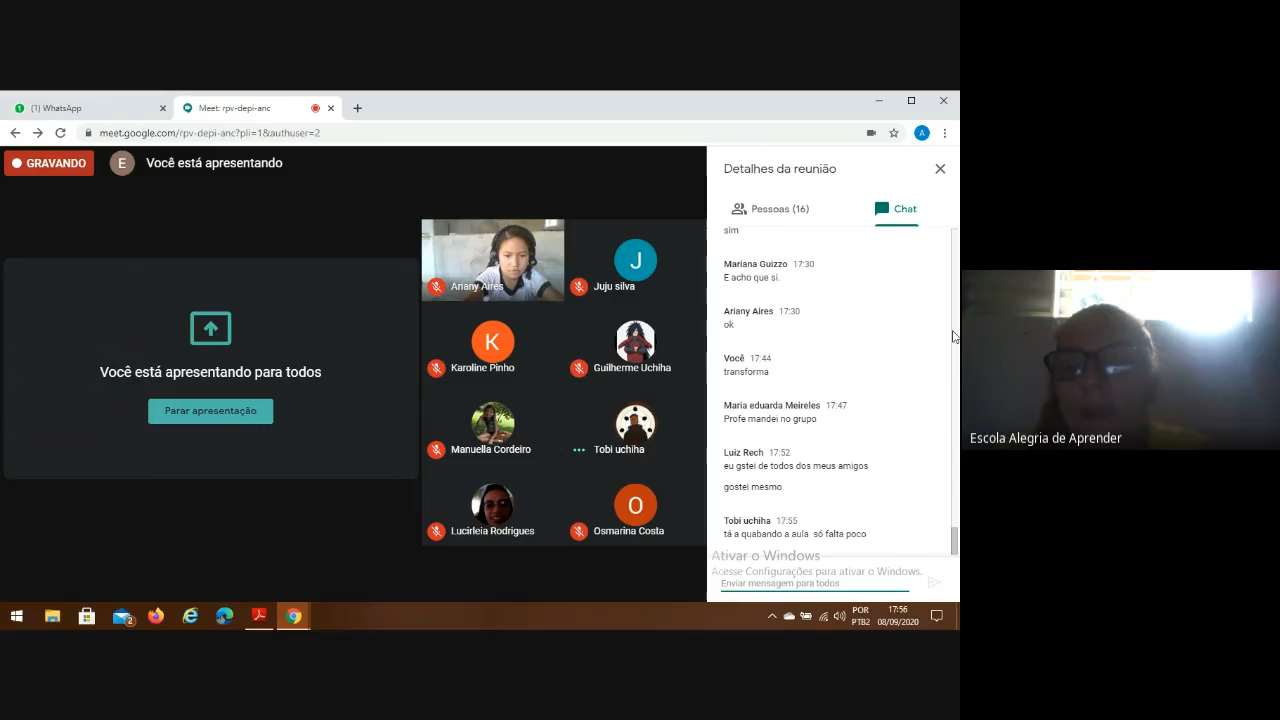 (1) WhatsApp
Meet: rpv-depi-anc
meet.google.com/rpv-depi-anc?pli=1&authuser=2
A
GRAVANDO
E
Você está apresentando
Você está apresentando para todos
Parar apresentação
Ariany Aires
J
Juju silva
K
Karoline Pinho
Guilherme Uchiha
Manuella Cordeiro
Tobi uchiha
Lucirleia Rodrigues
O
Osmarina Costa
Detalhes da reunião
Pessoas (16)
Chat
sim
Mariana Guizzo 17:30
E acho que si.
Ariany Aires 17:30
ok
Você 17:44
transforma
Maria eduarda Meireles 17:47
Profe mandei no grupo
Luiz Rech 17:52
eu gstei de todos dos meus amigos
gostei mesmo
Tobi uchiha 17:55
tá a quabando a aula só falta poco
Ativar o Windows
Acesse Configurações para ativar o Windows.
Enviar mensagem para todos
Escola Alegria de Aprender
2
POR
PTB2
17:56
08/09/2020